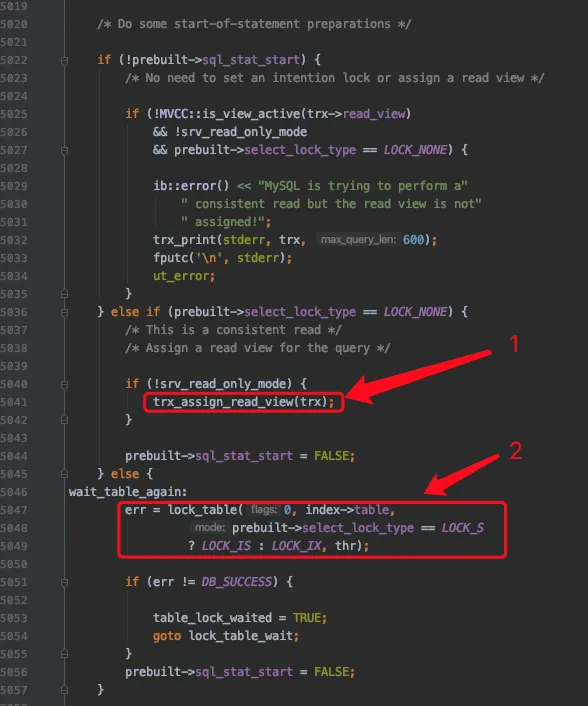 5019
5020 /* Do some start-of-statement preparations */
5021
5022 if (!prebuilt->sql_stat_start) {
5023 /* No need to set an intention lock or assign a read view */
5024
5025 if (!MVCC::is_view_active(trx->read_view)
5026 && !srv_read_only_mode
5027 && prebuilt->select_lock_type == LOCK_NONE) {
5028
5029 ib::error() << "MySQL is trying to perform a"
5030 " consistent read but the read view is not"
5031 " assigned!";
5032 trx_print(stderr, trx, max_query_len: 600);
5033 fputc('\n', stderr);
5034 ut_error;
5035 }
5036 } else if (prebuilt->select_lock_type == LOCK_NONE) {
5037 /* This is a consistent read */
5038 /* Assign a read view for the query */
5039
1
5040 if (!srv_read_only_mode) {
5041 trx_assign_read_view(trx);
5042 }
5043
5044 prebuilt->sql_stat_start = FALSE;
5045 } else {
2
5046 wait_table_again:
5047 err = lock_table( flags: 0, index->table,
5048 mode: prebuilt->select_lock_type == LOCK_S
5049 ? LOCK_IS : LOCK_IX, thr);
5050
5051 if (err != DB_SUCCESS) {
5052
5053 table_lock_waited = TRUE;
5054 goto lock_table_wait;
5055 }
5056 prebuilt->sql_stat_start = FALSE;
5057 }